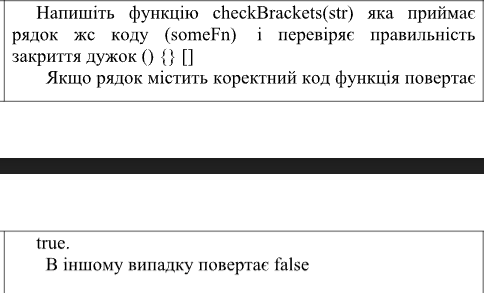 Напишіть функцію checkBrackets(str) яка приймає
рядок жс коду (someFn) і перевіряє правильність
закриття дужок () {} []
Якщо рядок містить коректний код функція повертає
true.
В іншому випадку повертає false